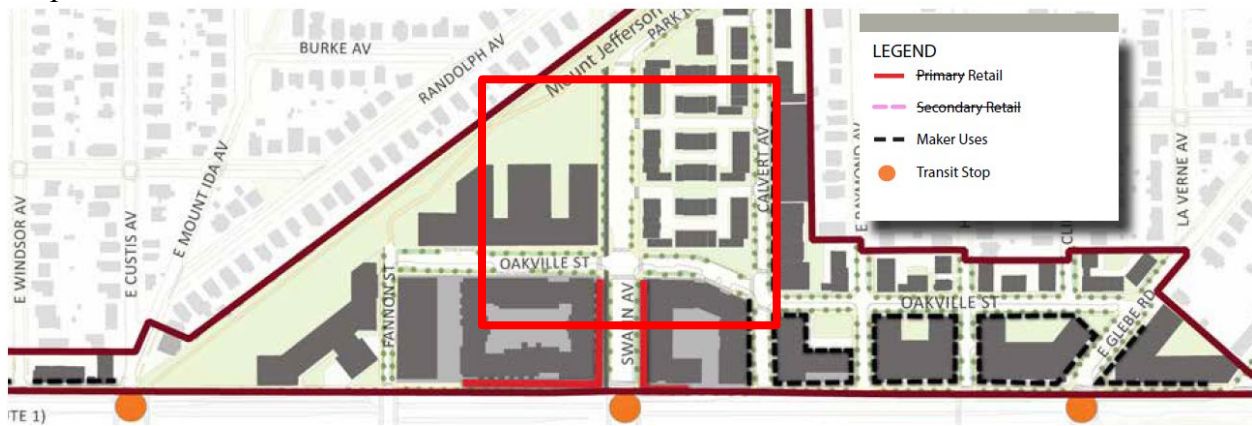 BURKE AV
RANDOLPH AV
Mount Jefferson
PARK
E MOUNT IDA AV
E WINDSOR AV
E CUSTIS AV
FANNON ST
OAKVILLE ST
SWANN AV
CALVERT AV
E RAYMOND AV
OAKVILLE ST
E GLEBE RD
LA VERNE AV
LEGEND
Primary Retail
Secondary Retail
Maker Uses
Transit Stop
UTE 1)